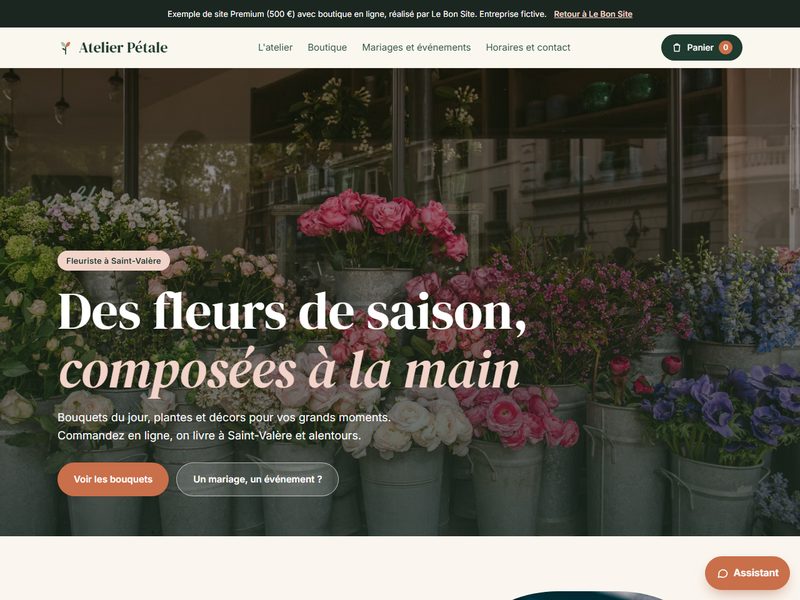 Exemple de site Premium (500 €) avec boutique en ligne, réalisé par Le Bon Site. Entreprise fictive. Retour à Le Bon Site
Atelier Pétale
L'atelier
Boutique
Mariages et événements
Horaires et contact
Panier 0
Fleuriste à Saint-Valère
Des fleurs de saison,
composées à la main
Bouquets du jour, plantes et décors pour vos grands moments.
Commandez en ligne, on livre à Saint-Valère et alentours.
Voir les bouquets
Un mariage, un événement ?
Assistant